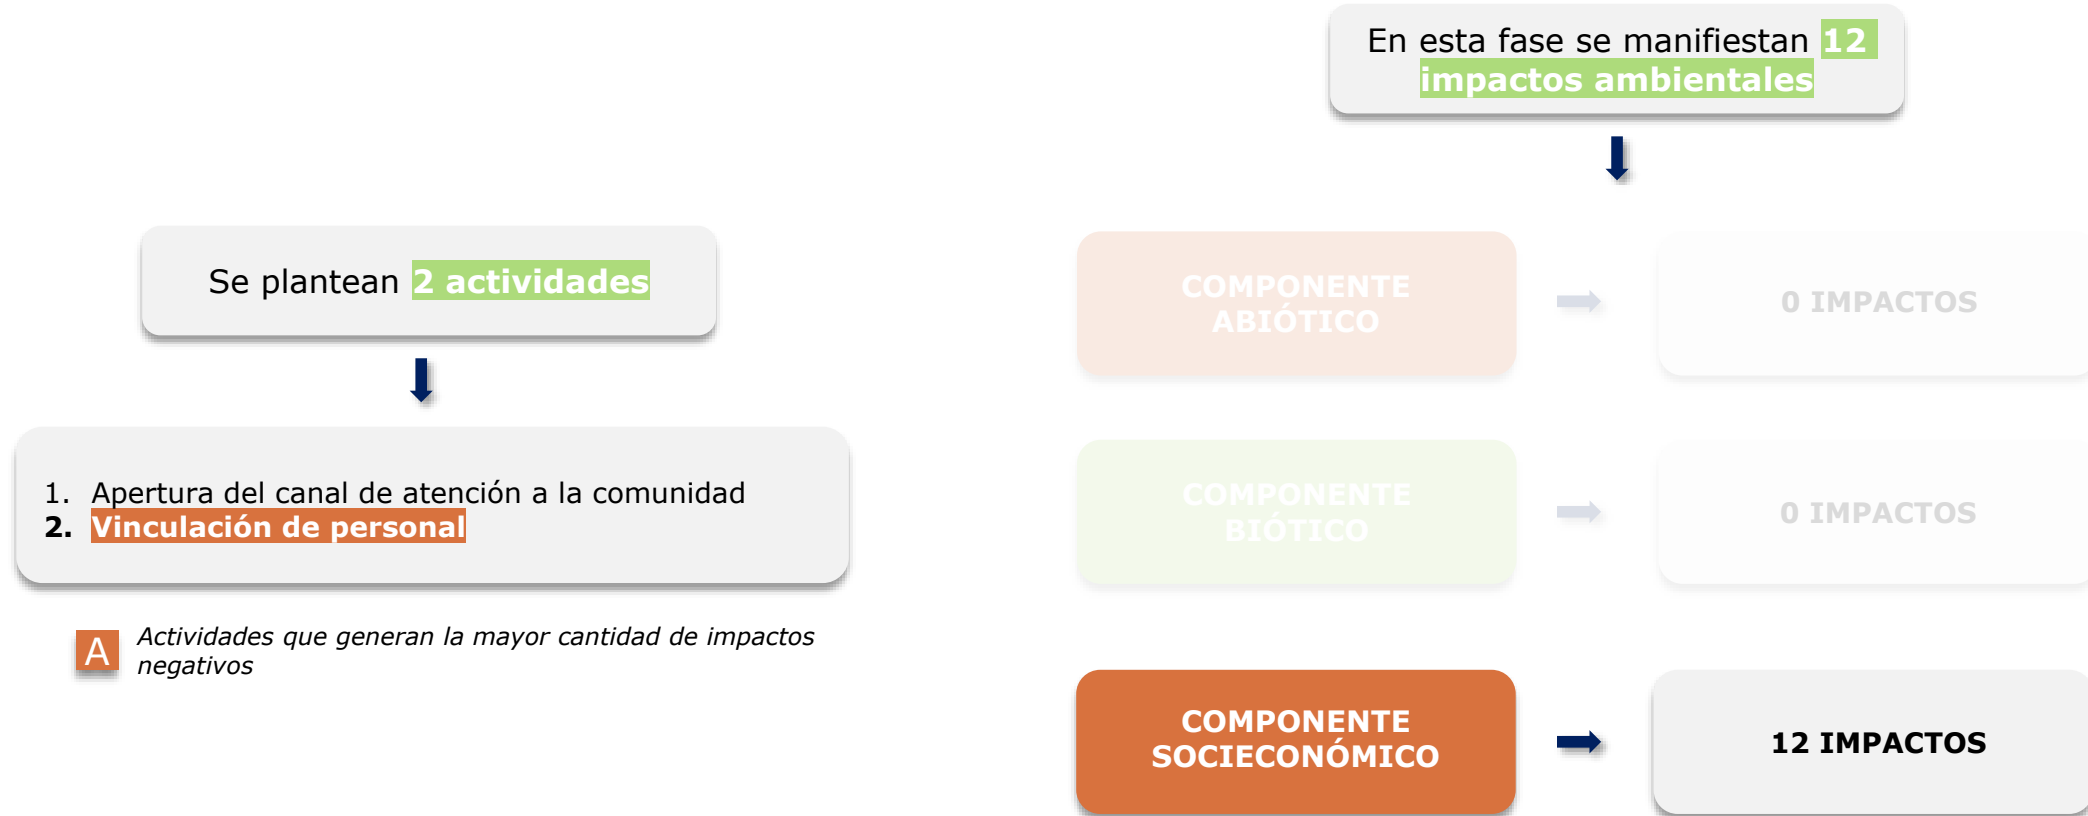 Se plantean 2 actividades
1. Apertura del canal de atención a la comunidad
2. Vinculación de personal
A
Actividades que generan la mayor cantidad de impactos
negativos
En esta fase se manifiestan 12
impactos ambientales
COMPONENTE
ABIÓTICO
0 IMPACTOS
COMPONENTE
BIÓTICO
0 IMPACTOS
COMPONENTE
SOCIECONÓMICO
12 IMPACTOS